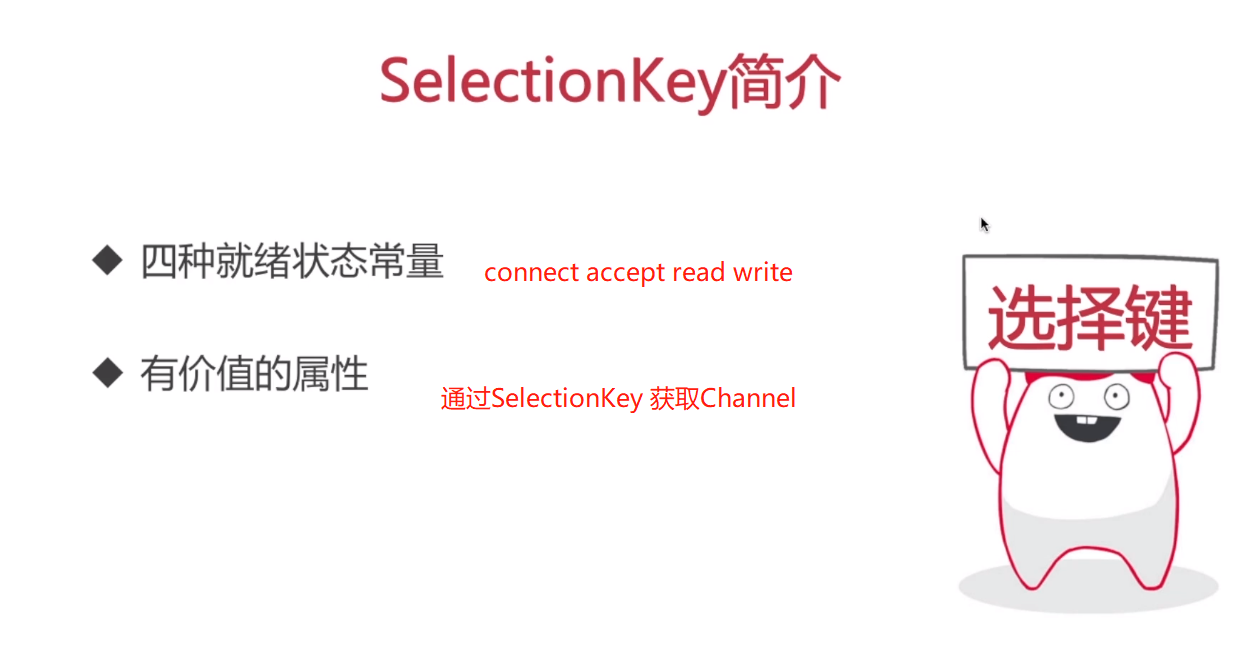 SelectionKey简介
四种就绪状态常量
connect accept read write
有价值的属性
通过SelectionKey 获取Channel
选择键